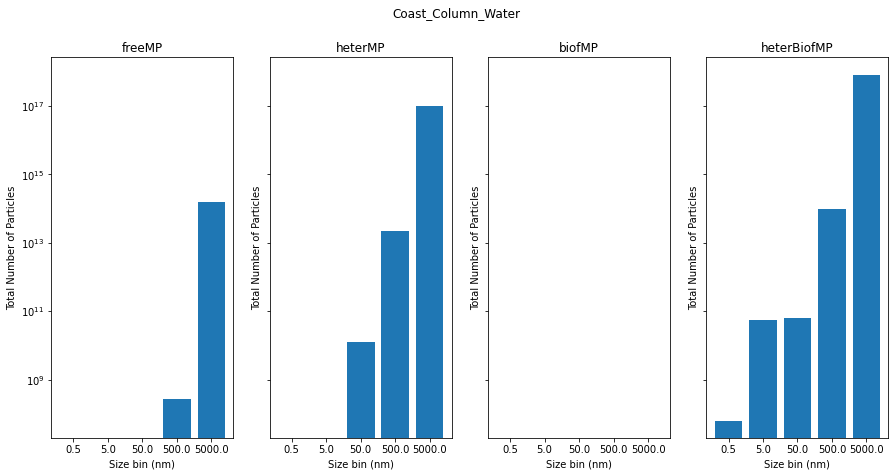 Coast_Column_Water
freeMP
heterMP
biofMP
heterBiofMP
Total Number of Particles
10^17
10^15
10^13
10^11
10^9
0.5 5.0 50.0 500.0 5000.0
Size bin (nm)
Total Number of Particles
0.5 5.0 50.0 500.0 5000.0
Size bin (nm)
Total Number of Particles
0.5 5.0 50.0 500.0 5000.0
Size bin (nm)
Total Number of Particles
0.5 5.0 50.0 500.0 5000.0
Size bin (nm)